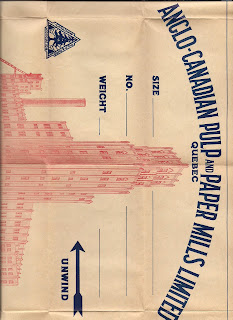 ANGLO-CANADIAN PULP AND PAPER MILLS LIMITED
QUEBEC
SIZE
NO.
WEIGHT
UNWIND